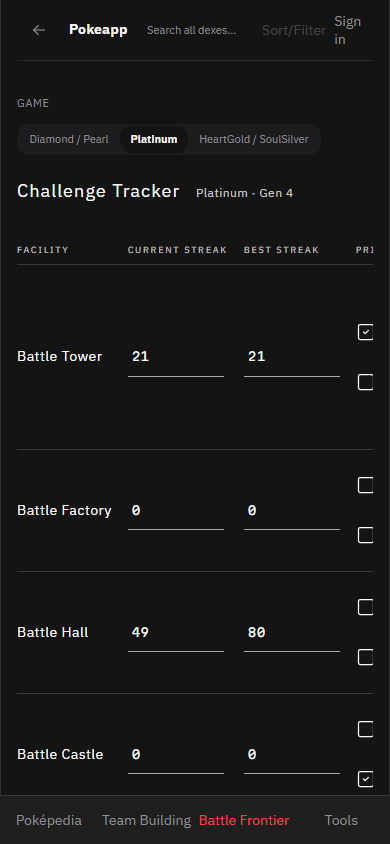 ← Pokeapp Search all dexes... Sort/Filter Sign in
GAME
Diamond / Pearl Platinum HeartGold / SoulSilver
Challenge Tracker Platinum · Gen 4
FACILITY CURRENT STREAK BEST STREAK PRI
Battle Tower 21 21
Battle Factory 0 0
Battle Hall 49 80
Battle Castle 0 0
Poképedia Team Building Battle Frontier Tools